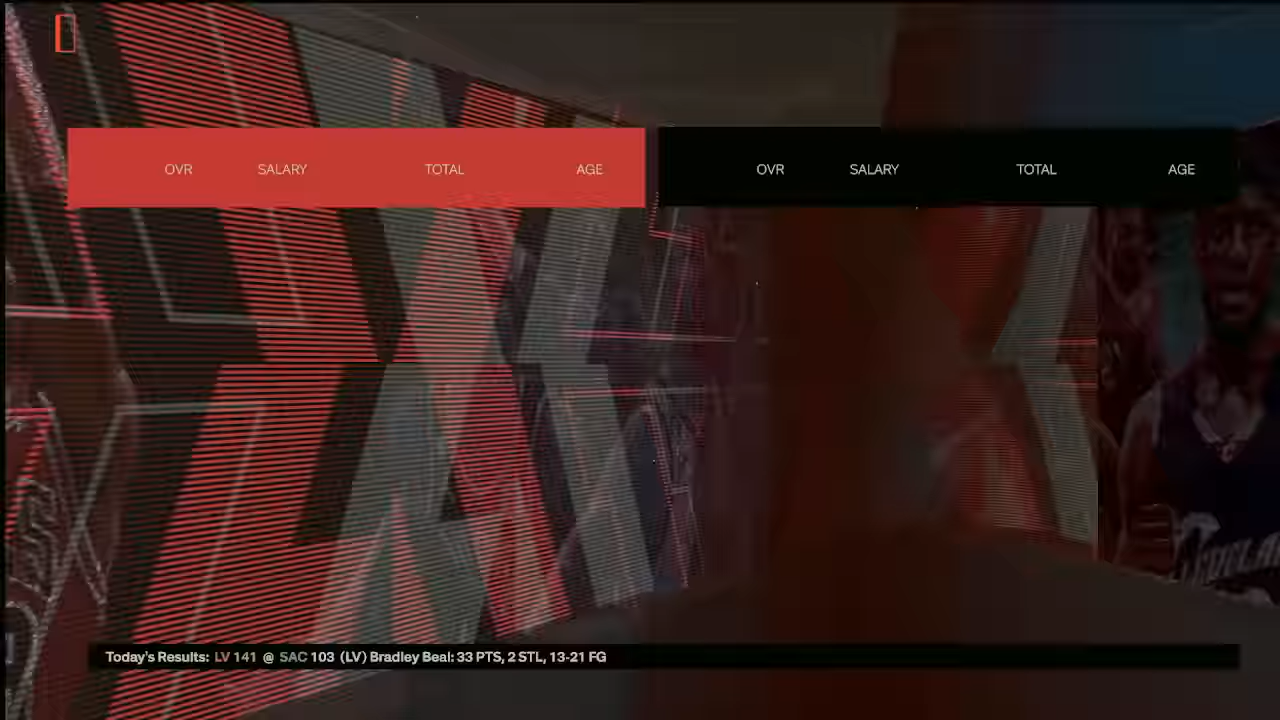 OVR SALARY TOTAL AGE
OVR SALARY TOTAL AGE
Today's Results: LV 141 @ SAC 103 (LV) Bradley Beal: 33 PTS, 2 STL, 13-21 FG